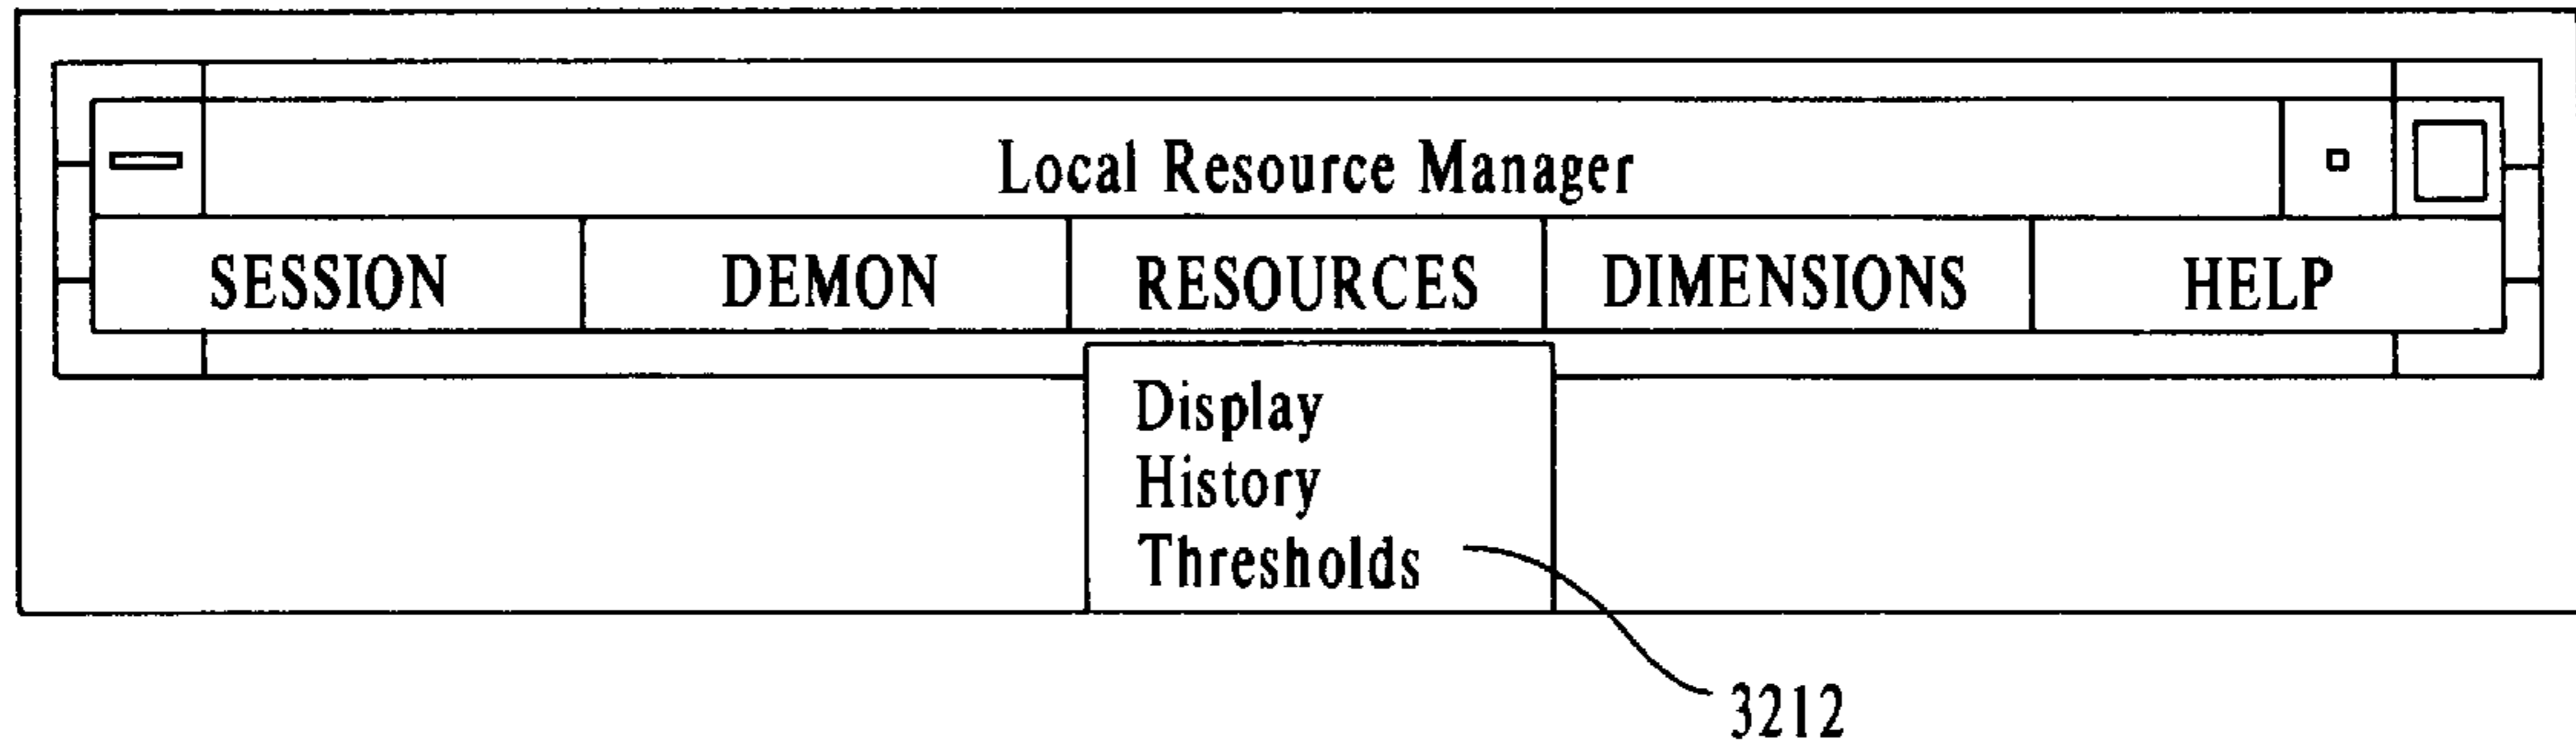 Local Resource Manager
SESSION DEMON RESOURCES DIMENSIONS HELP
Display
History
Thresholds
3212